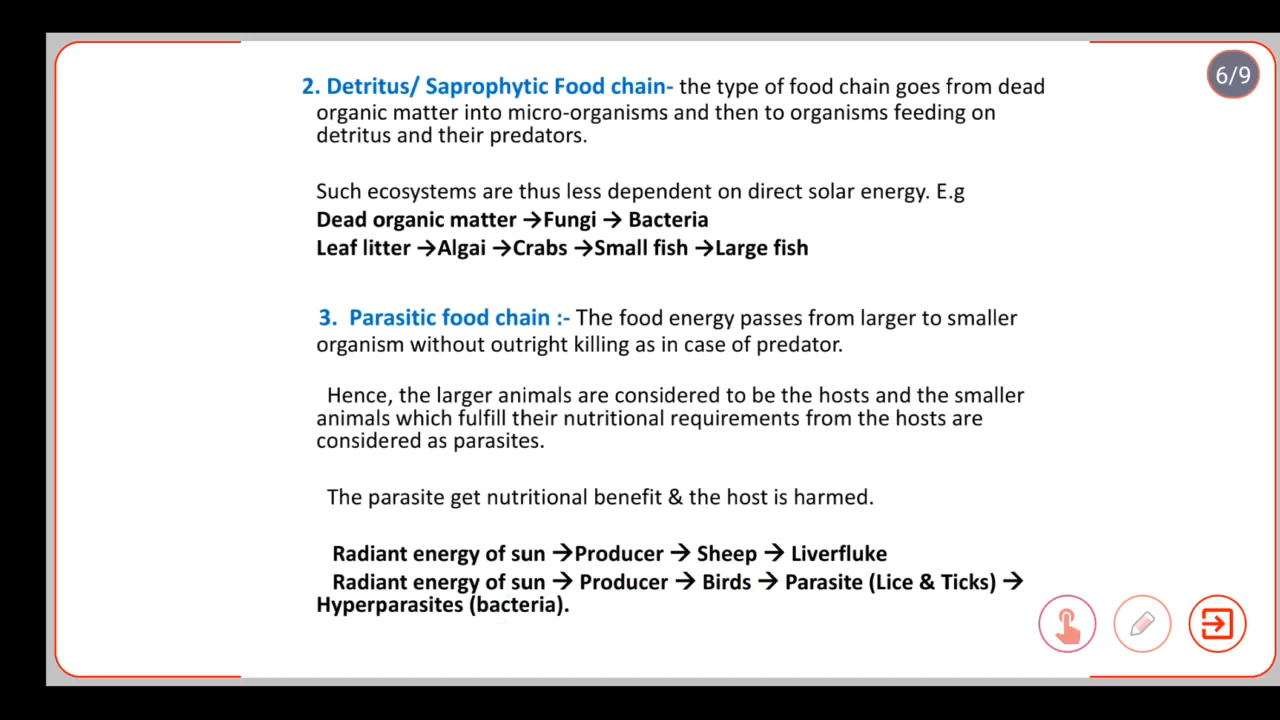 6/9
2. Detritus/ Saprophytic Food chain- the type of food chain goes from dead
organic matter into micro-organisms and then to organisms feeding on
detritus and their predators.
Such ecosystems are thus less dependent on direct solar energy. E.g
Dead organic matter →Fungi → Bacteria
Leaf litter →Algai →Crabs →Small fish →Large fish
3. Parasitic food chain :- The food energy passes from larger to smaller
organism without outright killing as in case of predator.
Hence, the larger animals are considered to be the hosts and the smaller
animals which fulfill their nutritional requirements from the hosts are
considered as parasites.
The parasite get nutritional benefit & the host is harmed.
Radiant energy of sun →Producer → Sheep → Liverfluke
Radiant energy of sun → Producer → Birds → Parasite (Lice & Ticks) →
Hyperparasites (bacteria).